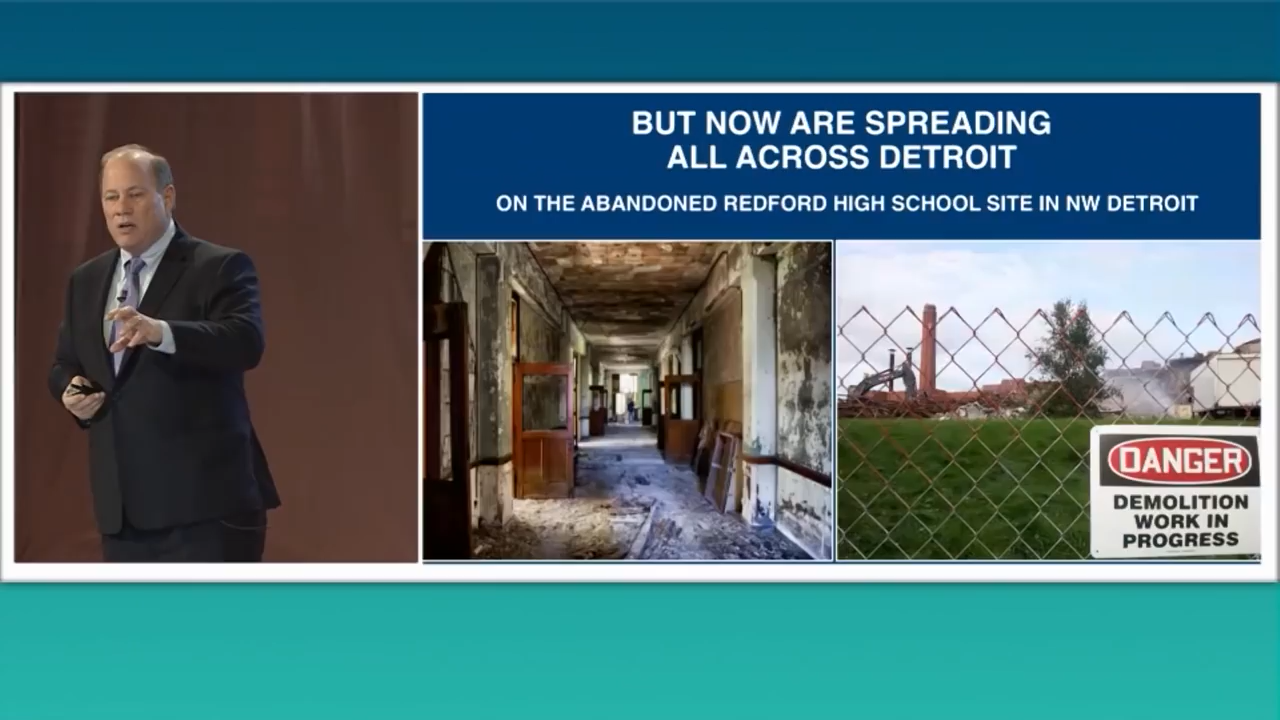 BUT NOW ARE SPREADING
ALL ACROSS DETROIT
ON THE ABANDONED REDFORD HIGH SCHOOL SITE IN NW DETROIT
DANGER
DEMOLITION
WORK IN
PROGRESS